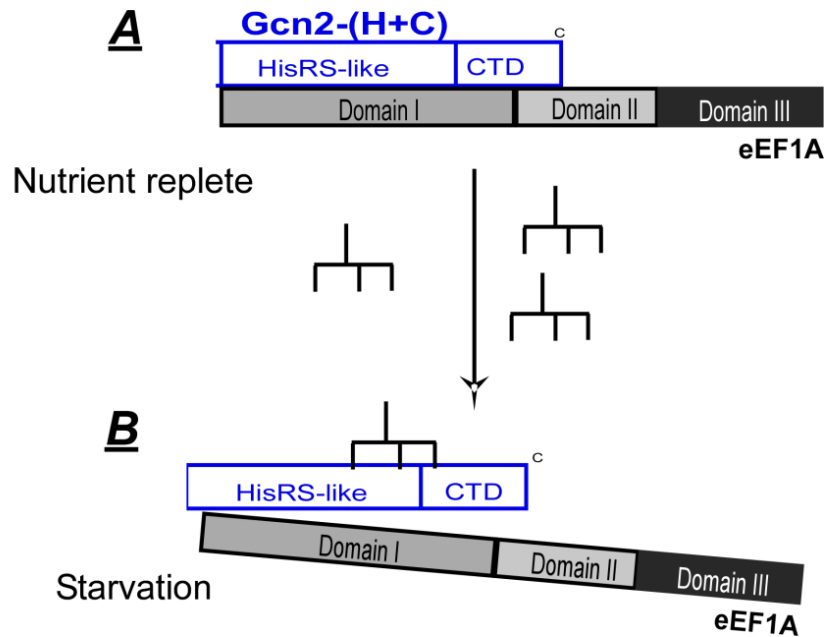 A
Gcn2-(H+C)
C
HisRS-like CTD
Domain I Domain II Domain III
eEF1A
Nutrient replete
B
C
HisRS-like CTD
Domain I Domain II Domain III
Starvation
eEF1A